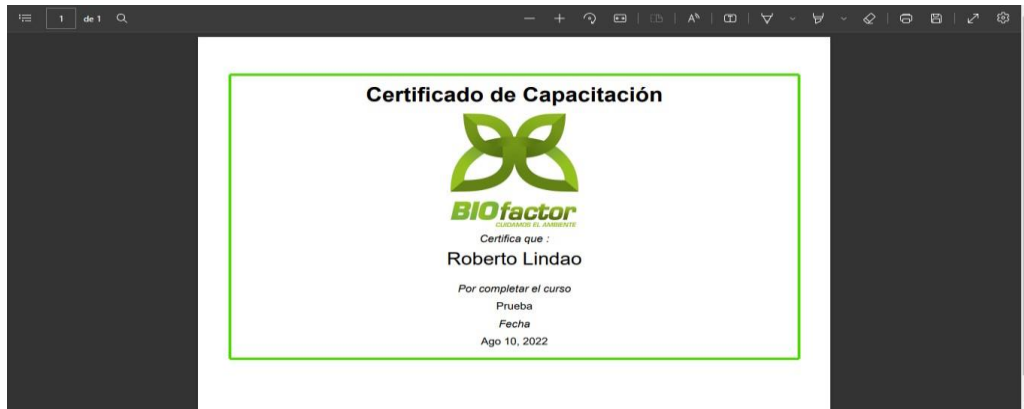 1 de 1
Certificado de Capacitación
BIOfactor
CUIDAMOS EL AMBIENTE
Certifica que :
Roberto Lindao
Por completar el curso
Prueba
Fecha
Ago 10, 2022